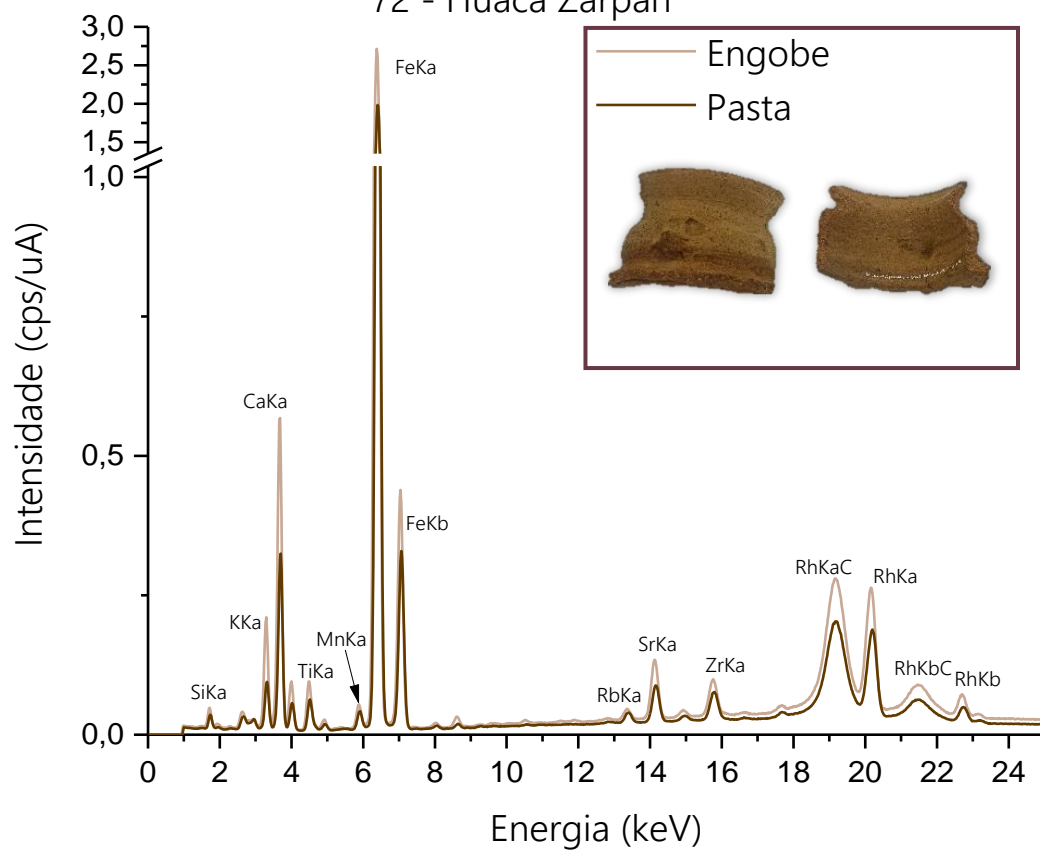 72 - Huaca Zarpan
3,0
2,5
2,0
1,5
1,0
0,5
0,0
Intensidade (cps/uA)
Engobe
Pasta
FeKa
CaKa
FeKb
KKa
MnKa
TiKa
SiKa
RhKaC
RhKa
SrKa
ZrKa
RbKa
RhKbC
RhKb
0 2 4 6 8 10 12 14 16 18 20 22 24
Energia (keV)